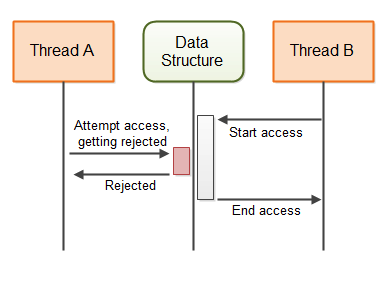 Thread A
Data
Structure
Thread B
Attempt access,
getting rejected
Start access
Rejected
End access